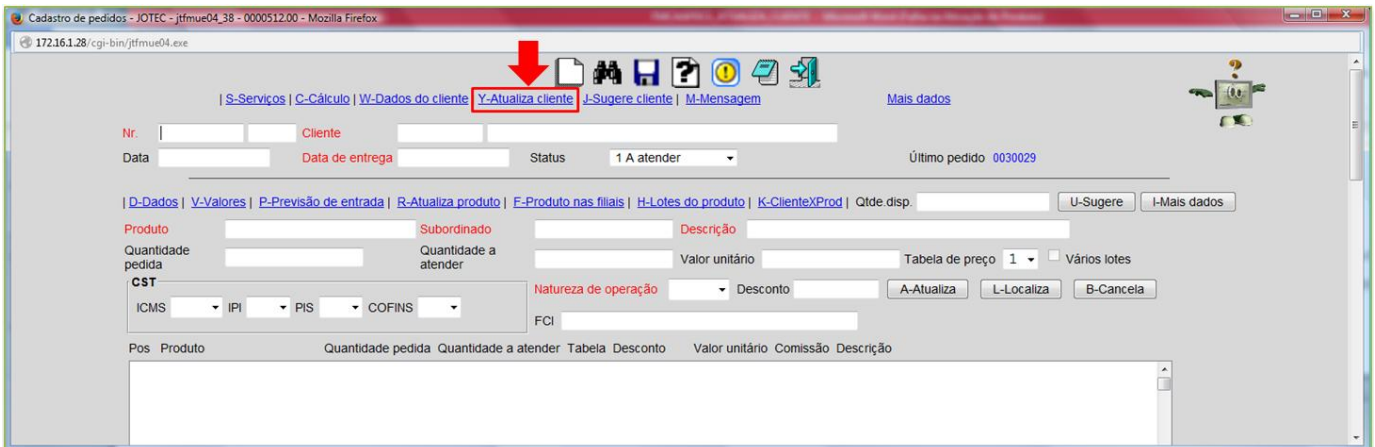 Cadastro de pedidos - JOTEC - jtfmue04_38 - 0000512.00 - Mozilla Firefox
172.16.1.28/cgi-bin/jtfmue04.exe
| S-Serviços | C-Cálculo | W-Dados do cliente | Y-Atualiza cliente | J-Sugere cliente | M-Mensagem Mais dados
Nr. Cliente
Data Data de entrega Status 1 A atender Último pedido 0030029
| D-Dados | V-Valores | P-Previsão de entrada | R-Atualiza produto | F-Produto nas filiais | H-Lotes do produto | K-ClienteXProd | Qtde.disp. U-Sugere I-Mais dados
Produto Subordinado Descrição
Quantidade pedida Quantidade a atender Valor unitário Tabela de preço 1 Vários lotes
CST
ICMS IPI PIS COFINS Natureza de operação Desconto A-Atualiza L-Localiza B-Cancela
FCI
Pos Produto Quantidade pedida Quantidade a atender Tabela Desconto Valor unitário Comissão Descrição